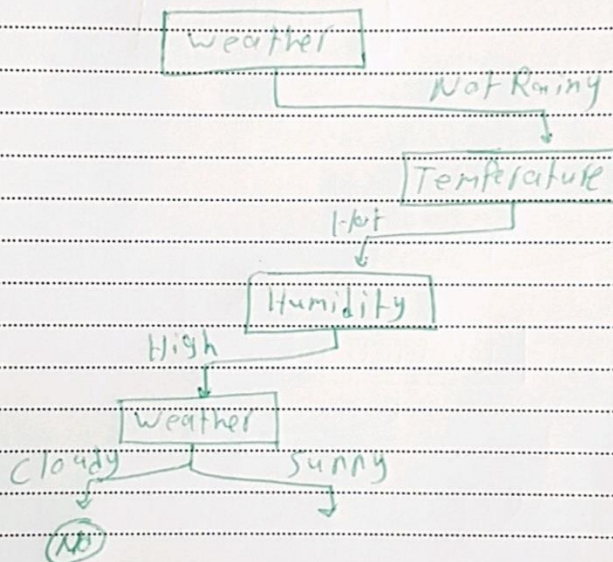 Weather
Not Rainy
Temperature
Hot
Humidity
High
Weather
Cloudy Sunny
No